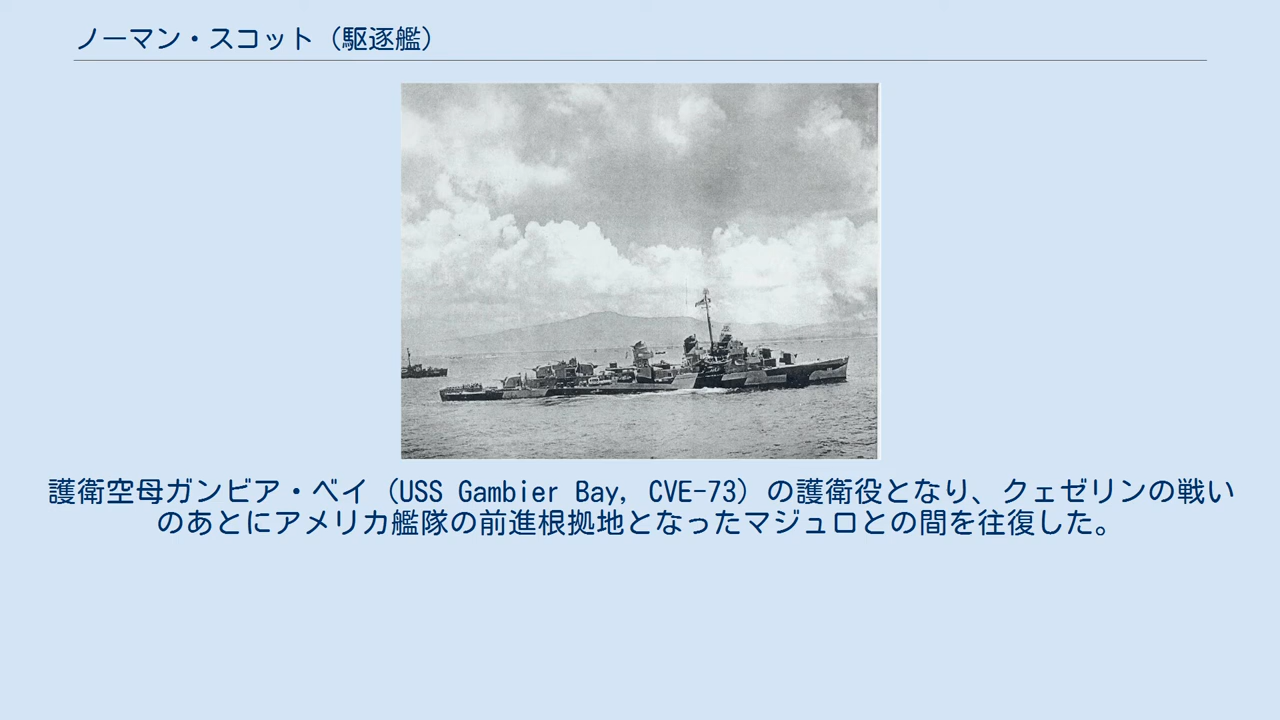 ノーマン・スコット（駆逐艦）
護衛空母ガンビア・ベイ（USS Gambier Bay, CVE-73）の護衛役となり、クェゼリンの戦い
のあとにアメリカ艦隊の前進根拠地となったマジュロとの間を往復した。